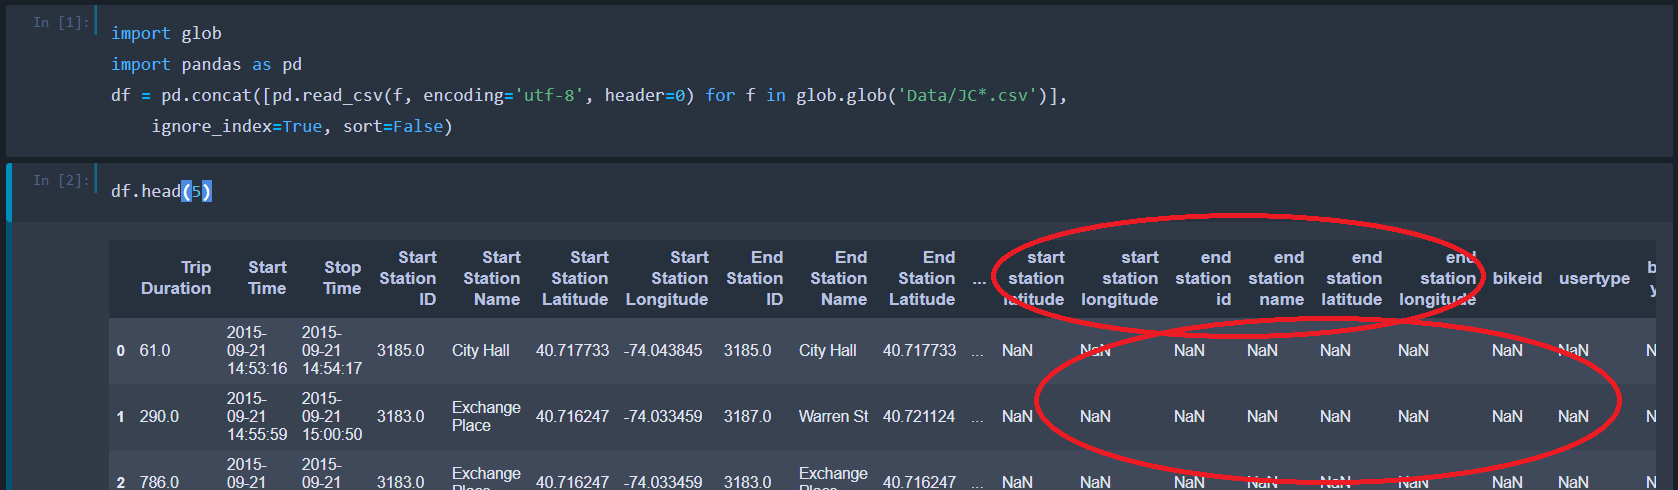 In [1]:
import glob
import pandas as pd
df = pd.concat([pd.read_csv(f, encoding='utf-8', header=0) for f in glob.glob('Data/JC*.csv')],
ignore_index=True, sort=False)
In [2]:
df.head(5)
Trip Duration Start Time Stop Time Start Station ID Start Station Name Start Station Latitude Start Station Longitude End Station ID End Station Name End Station Latitude ... start station latitude start station longitude end station id end station name end station latitude end station longitude bikeid usertype
0 61.0 2015-09-21 14:53:16 2015-09-21 14:54:17 3185.0 City Hall 40.717733 -74.043845 3185.0 City Hall 40.717733 ... NaN NaN NaN NaN NaN NaN NaN NaN
1 290.0 2015-09-21 14:55:59 2015-09-21 15:00:50 3183.0 Exchange Place 40.716247 -74.033459 3187.0 Warren St 40.721124 ... NaN NaN NaN NaN NaN NaN NaN NaN
2 786.0 2015-09-21 3183.0 Exchange Place 40.716247 -74.033459 3183.0 Exchange Place 40.716247 ... NaN NaN NaN NaN NaN NaN NaN NaN